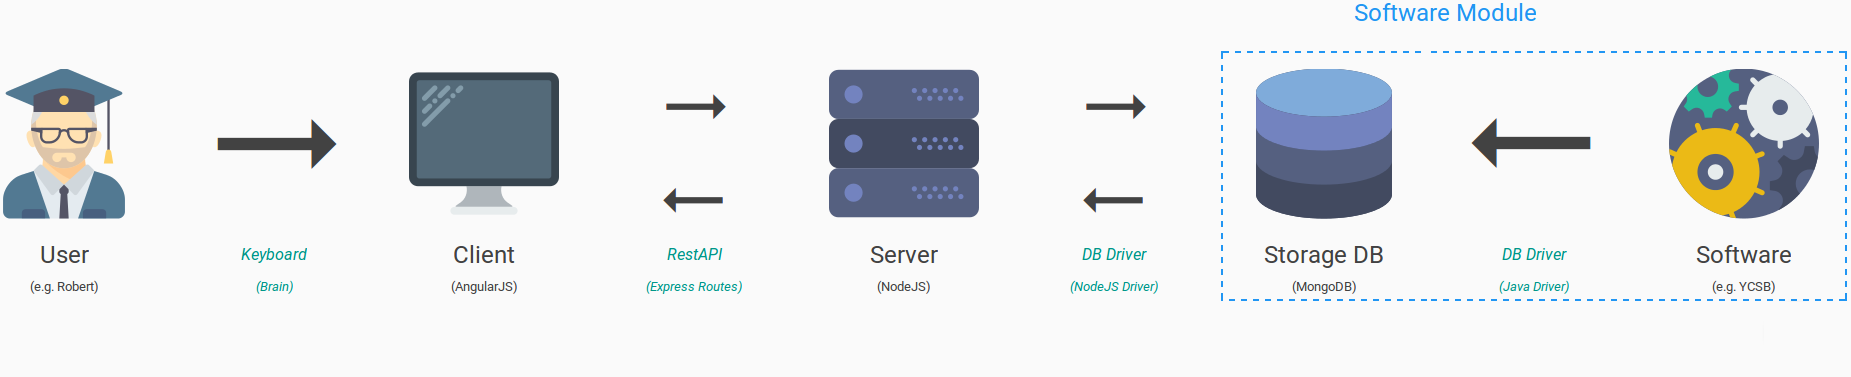 Software Module
User
(e.g. Robert)
Keyboard
(Brain)
Client
(AngularJS)
RestAPI
(Express Routes)
Server
(NodeJS)
DB Driver
(NodeJS Driver)
Storage DB
(MongoDB)
DB Driver
(Java Driver)
Software
(e.g. YCSB)